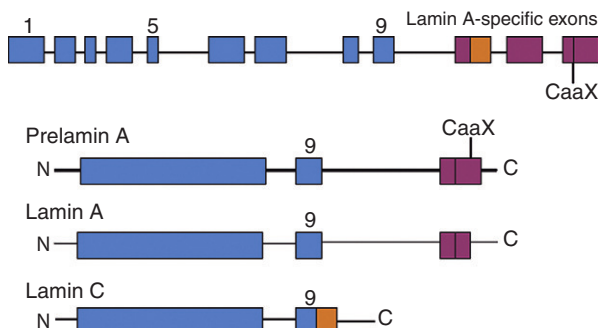 1 5 9 Lamin A-specific exons
CaaX
Prelamin A
CaaX
9
N C
Lamin A
9
N C
Lamin C
9
N C